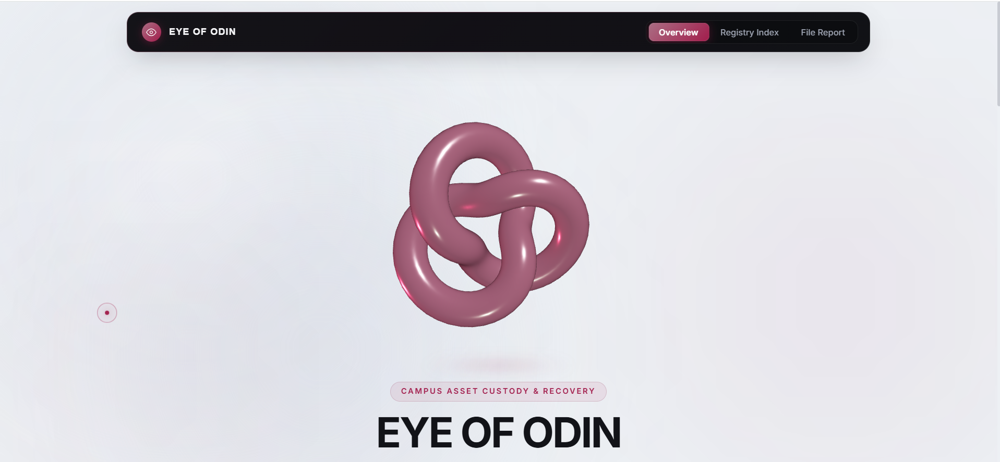 EYE OF ODIN
Overview
Registry Index
File Report
CAMPUS ASSET CUSTODY & RECOVERY
EYE OF ODIN